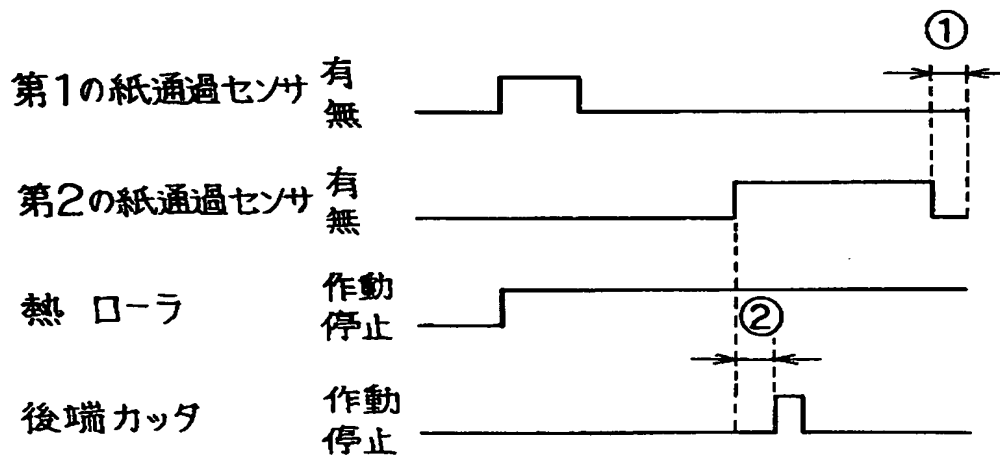 ①
第1の紙通過センサ 有
無
第2の紙通過センサ 有
無
熱 ローラ 作動
停止
②
後端カッタ 作動
停止